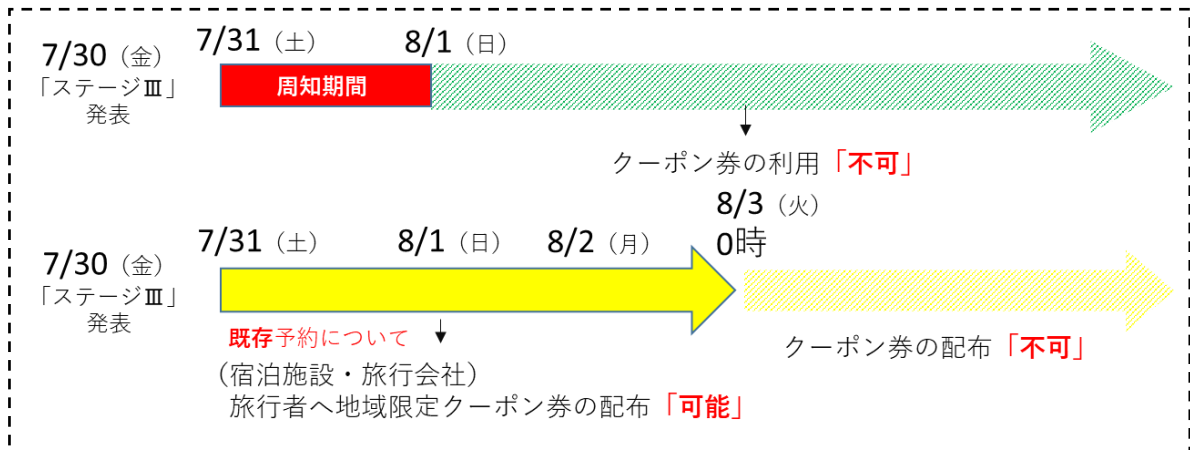 7/30（金）
「ステージⅢ」
発表
7/31（土）
8/1（日）
周知期間
クーポン券の利用「不可」
7/30（金）
「ステージⅢ」
発表
7/31（土）
8/1（日）
8/2（月）
8/3（火）
0時
既存予約について
（宿泊施設・旅行会社）
旅行者へ地域限定クーポン券の配布「可能」
クーポン券の配布「不可」